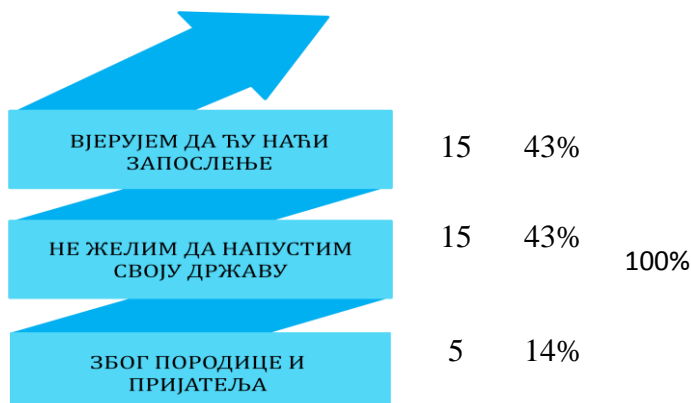 ВЈЕРУЈЕМ ДА ЋУ НАЋИ
ЗАПОСЛЕЊЕ
15 43%
НЕ ЖЕЛИМ ДА НАПУСТИМ
СВОЈУ ДРЖАВУ
15 43%
100%
ЗБОГ ПОРОДИЦЕ И
ПРИЈАТЕЉА
5 14%